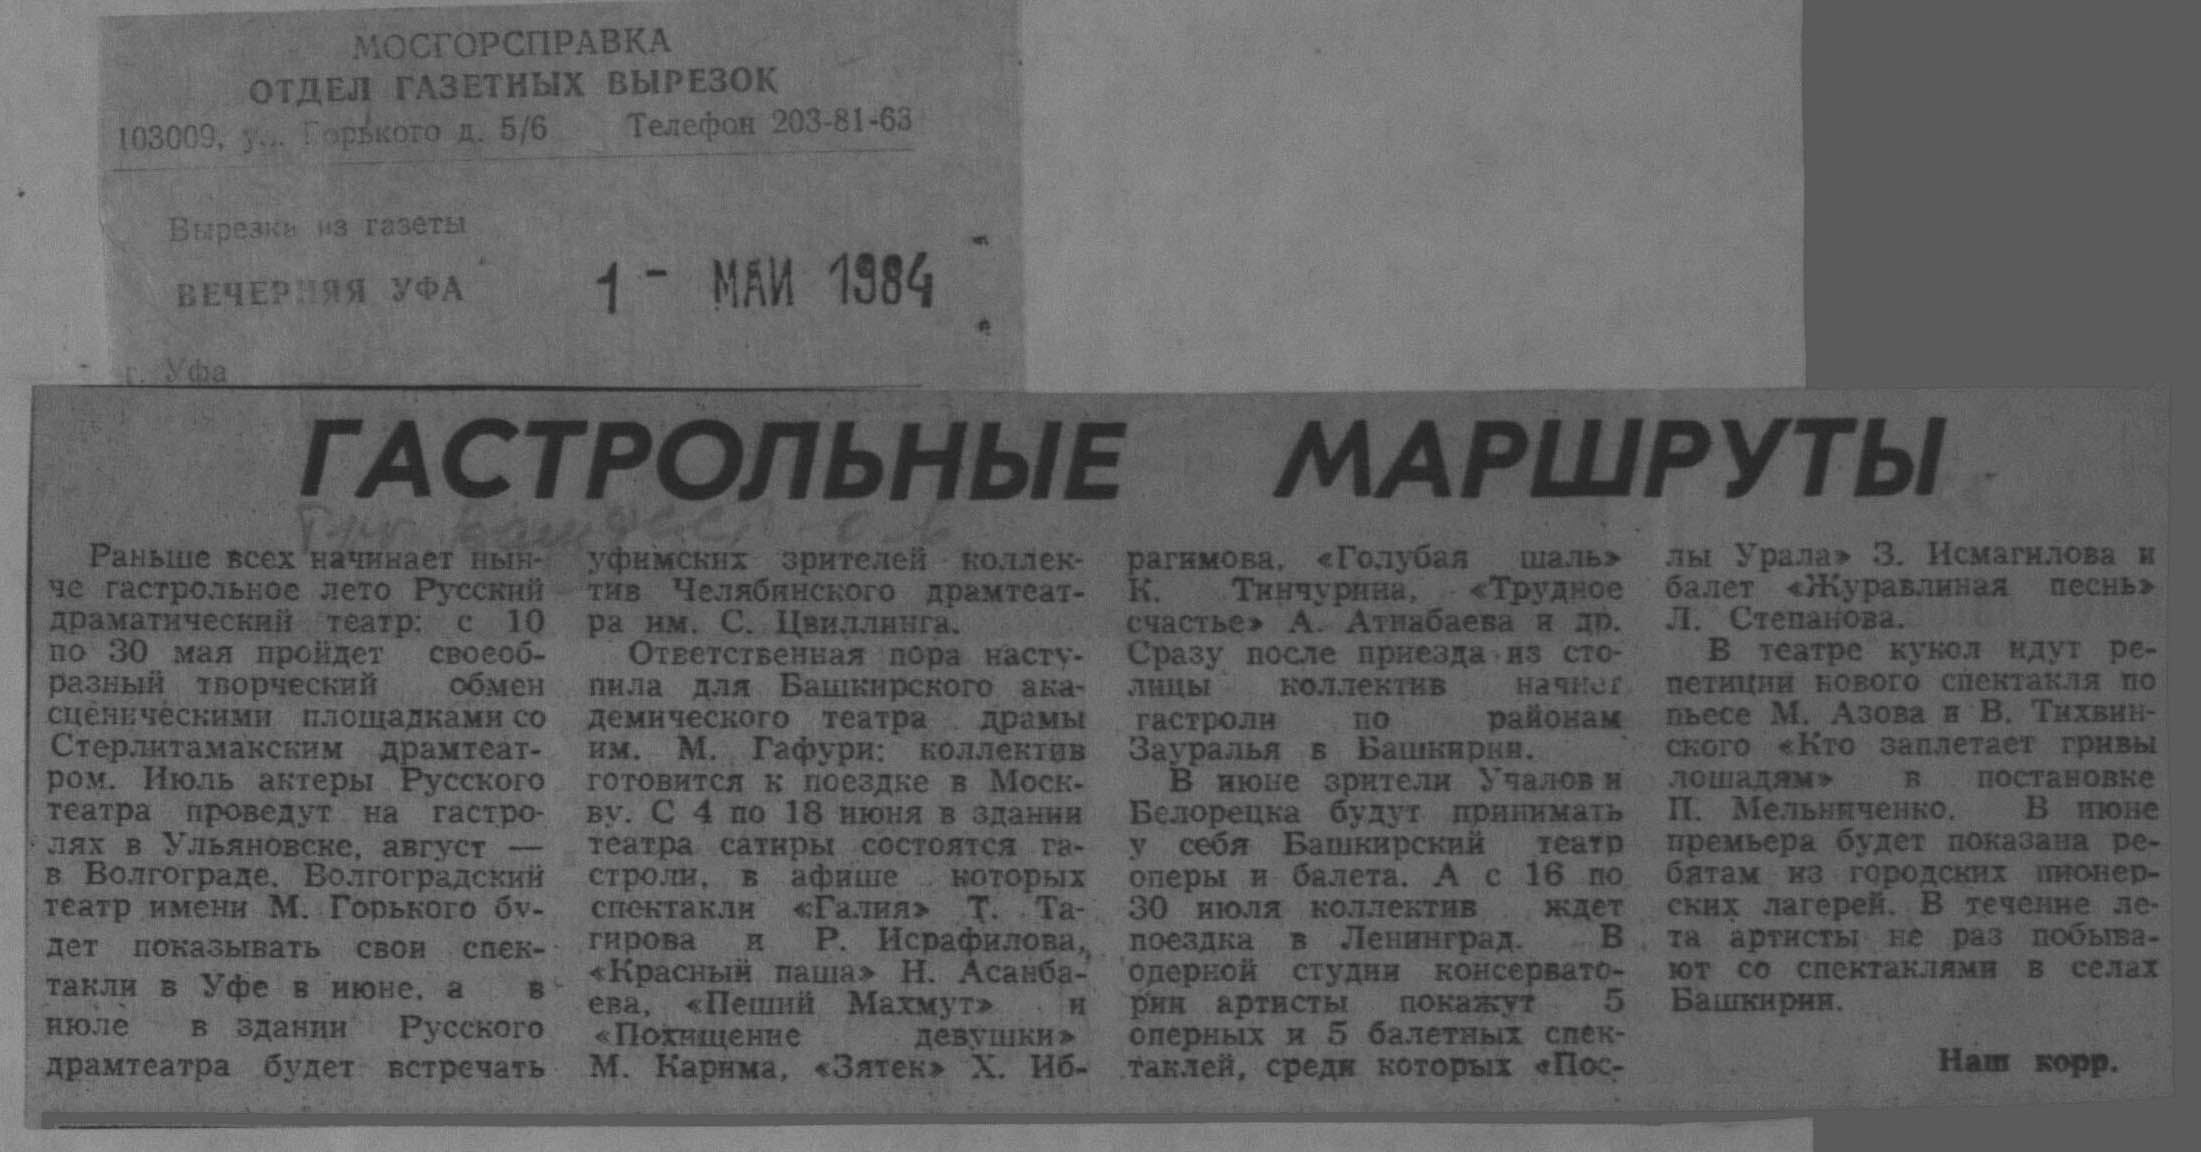 МОСГОРСПРАВКА
ОТДЕЛ ГАЗЕТНЫХ ВЫРЕЗОК
103009, Горького д. 5/6 Телефон 203-81-63
Вырезка из газеты
ВЕЧЕРНЯЯ УФА 1 - МАЙ 1984
г. Уфа
ГАСТРОЛЬНЫЕ МАРШРУТЫ
Раньше всех начинает нын-
че гастрольное лето Русский
драматический театр: с 10
по 30 мая пройдет своеоб-
разный творческий обмен
сценическими площадками со
Стерлитамакским драмтеат-
ром. Июль актеры Русского
театра проведут на гастро-
лях в Ульяновске, август —
в Волгограде. Волгоградский
театр имени М. Горького бу-
дет показывать свои спек-
такли в Уфе в июне, а в
июле в здании Русского
драмтеатра будет встречать
уфимских зрителей коллек-
тив Челябинского драмтеат-
ра им. С. Цвиллинга.
Ответственная пора насту-
пила для Башкирского ака-
демического театра драмы
им. М. Гафури: коллектив
готовится к поездке в Моск-
ву. С 4 по 18 июня в здании
театра сатиры состоятся га-
строли, в афише которых
спектакли «Галия» Т. Та-
гирова и Р. Исрафилова,
«Красный паша» Н. Асанба-
ева, «Пеший Махмут» и
«Похищение девушки»
М. Карима, «Зятек» Х. Иб-
рагимова, «Голубая шаль»
К. Тинчурина, «Трудное
счастье» А. Атнабаева и др.
Сразу после приезда из сто-
лицы коллектив начнет
гастроли по районам
Зауралья в Башкирии.
В июне зрители Учалов и
Белорецка будут принимать
у себя Башкирский театр
оперы и балета. А с 16 по
30 июля коллектив ждет
поездка в Ленинград. В
оперной студии консервато-
рии артисты покажут 5
оперных и 5 балетных спек-
таклей, среди которых «Пос-
лы Урала» З. Исмагилова и
балет «Журавлиная песнь»
Л. Степанова.
В театре кукол идут ре-
петиции нового спектакля по
пьесе М. Азова и В. Тихвин-
ского «Кто заплетает гривы
лошадям» в постановке
П. Мельниченко. В июне
премьера будет показана ре-
бятам из городских пионер-
ских лагерей. В течение ле-
та артисты не раз побыва-
ют со спектаклями в селах
Башкирии.
Наш корр.